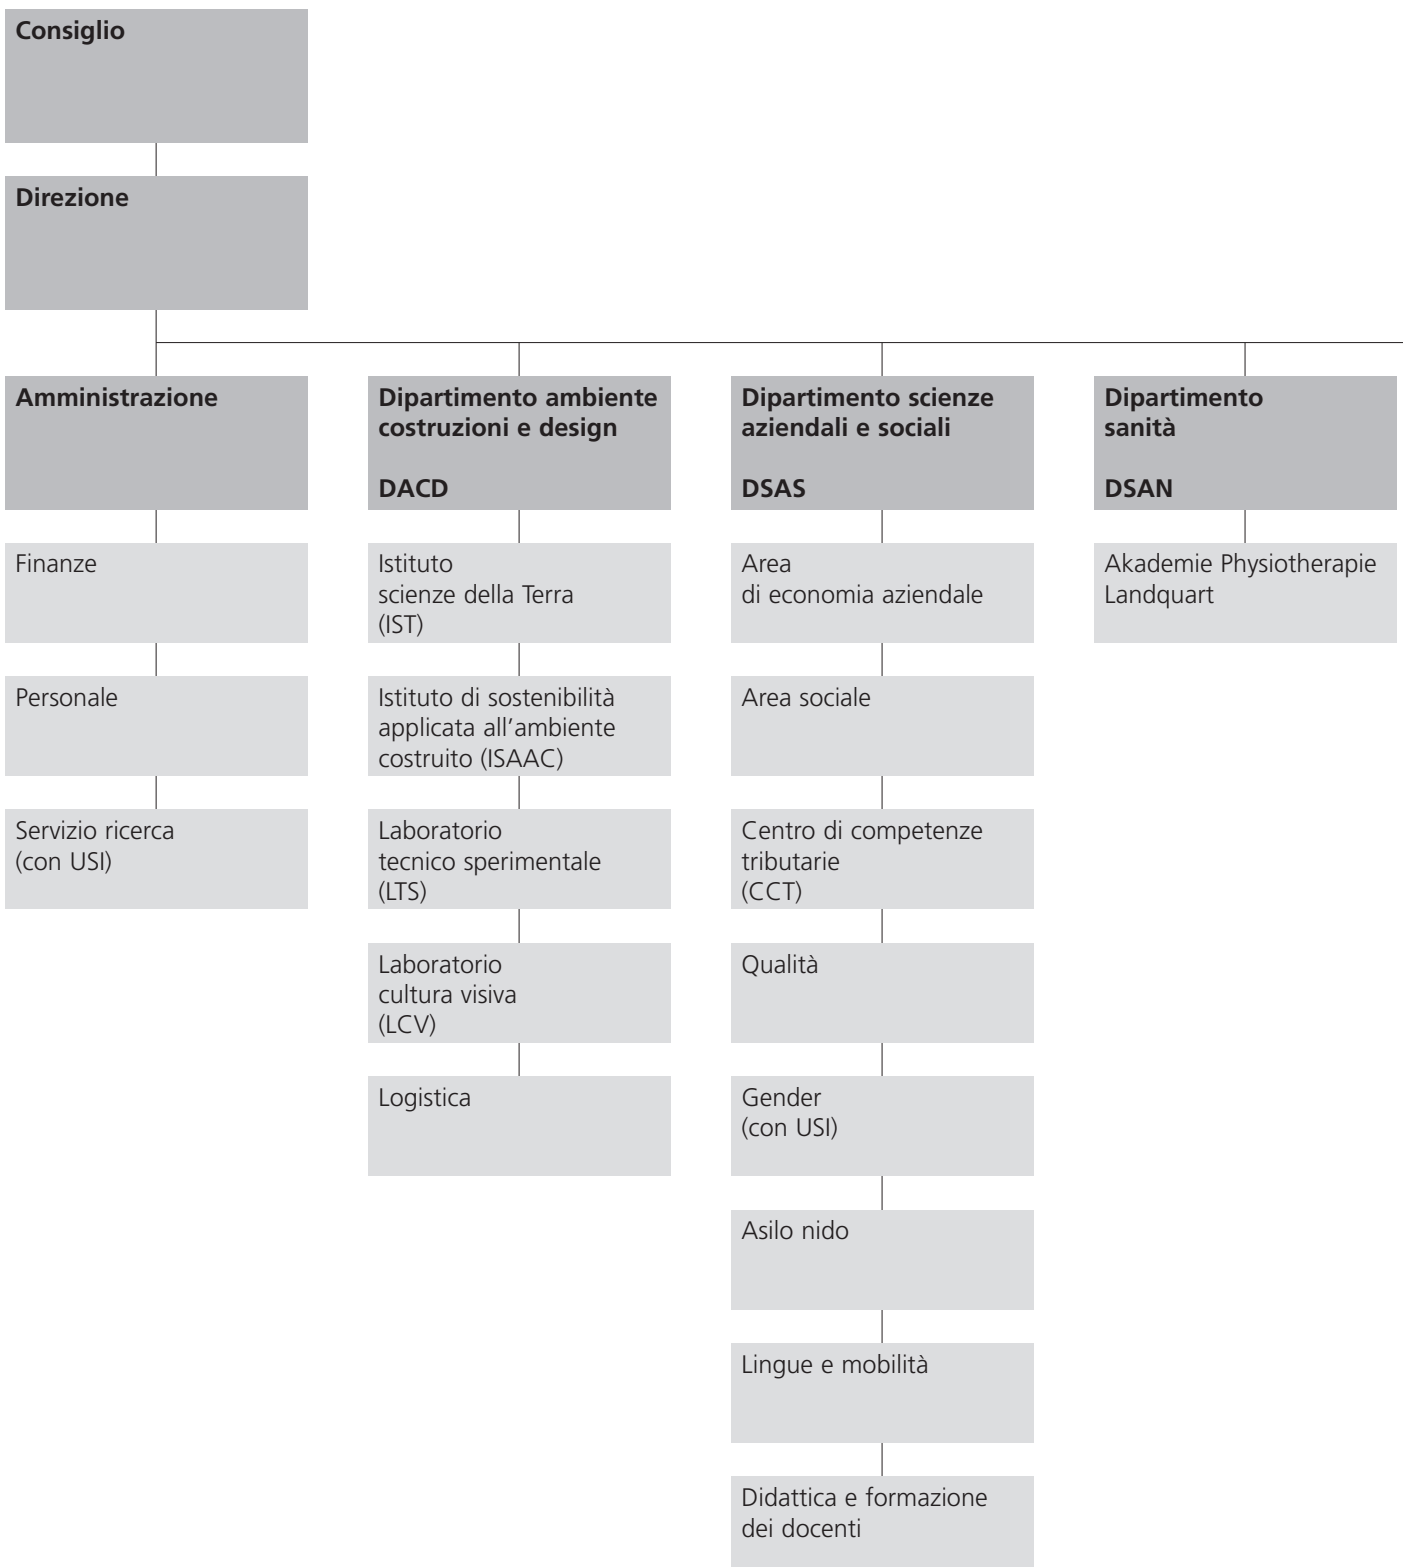 Consiglio
Direzione
Amministrazione
Finanze
Personale
Servizio ricerca
(con USI)
Dipartimento ambiente
costruzioni e design
DACD
Istituto
scienze della Terra
(IST)
Istituto di sostenibilità
applicata all’ambiente
costruito (ISAAC)
Laboratorio
tecnico sperimentale
(LTS)
Laboratorio
cultura visiva
(LCV)
Logistica
Dipartimento scienze
aziendali e sociali
DSAS
Area
di economia aziendale
Area sociale
Centro di competenze
tributarie
(CCT)
Qualità
Gender
(con USI)
Asilo nido
Lingue e mobilità
Didattica e formazione
dei docenti
Dipartimento
sanità
DSAN
Akademie Physiotherapie
Landquart